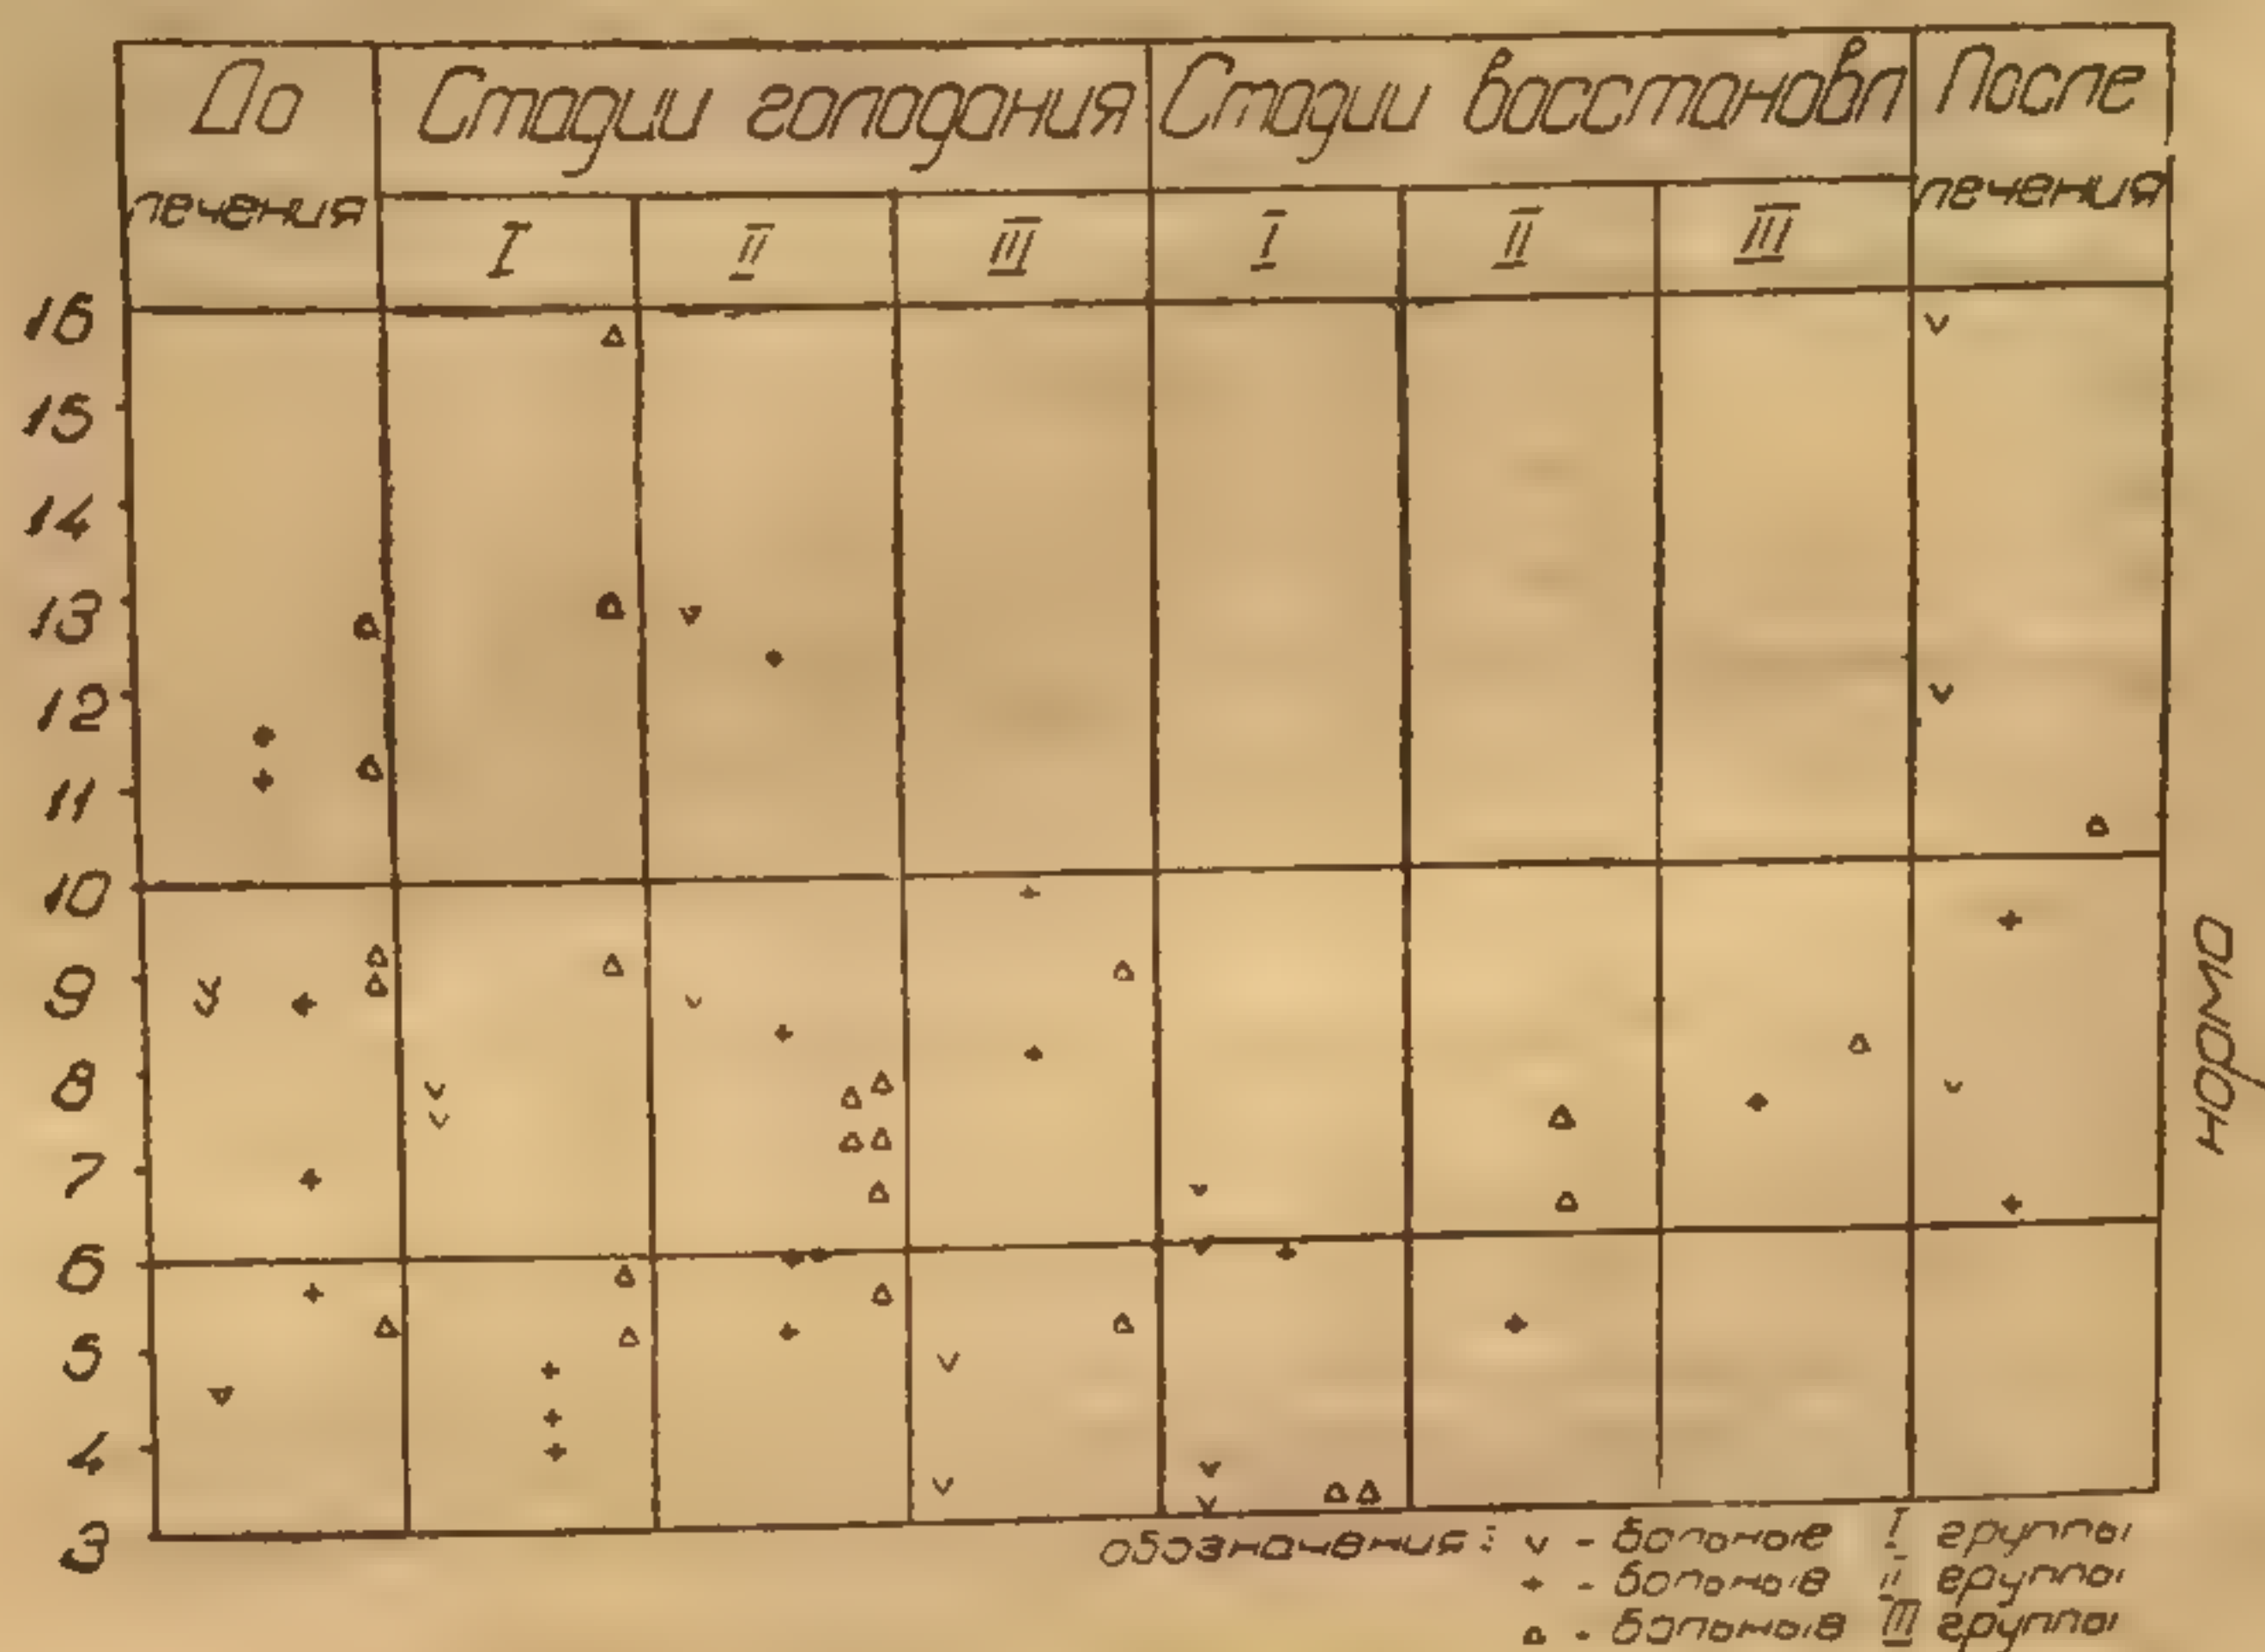 До Стадии голодания Стадии восстановл После
лечения лечения
I II III I II III
16
15
14
13
12
11
10
9
8
7
6
5
4
3
норма
обозначения: v - больные I группы
+ - больные II группы
△ - больные III группы